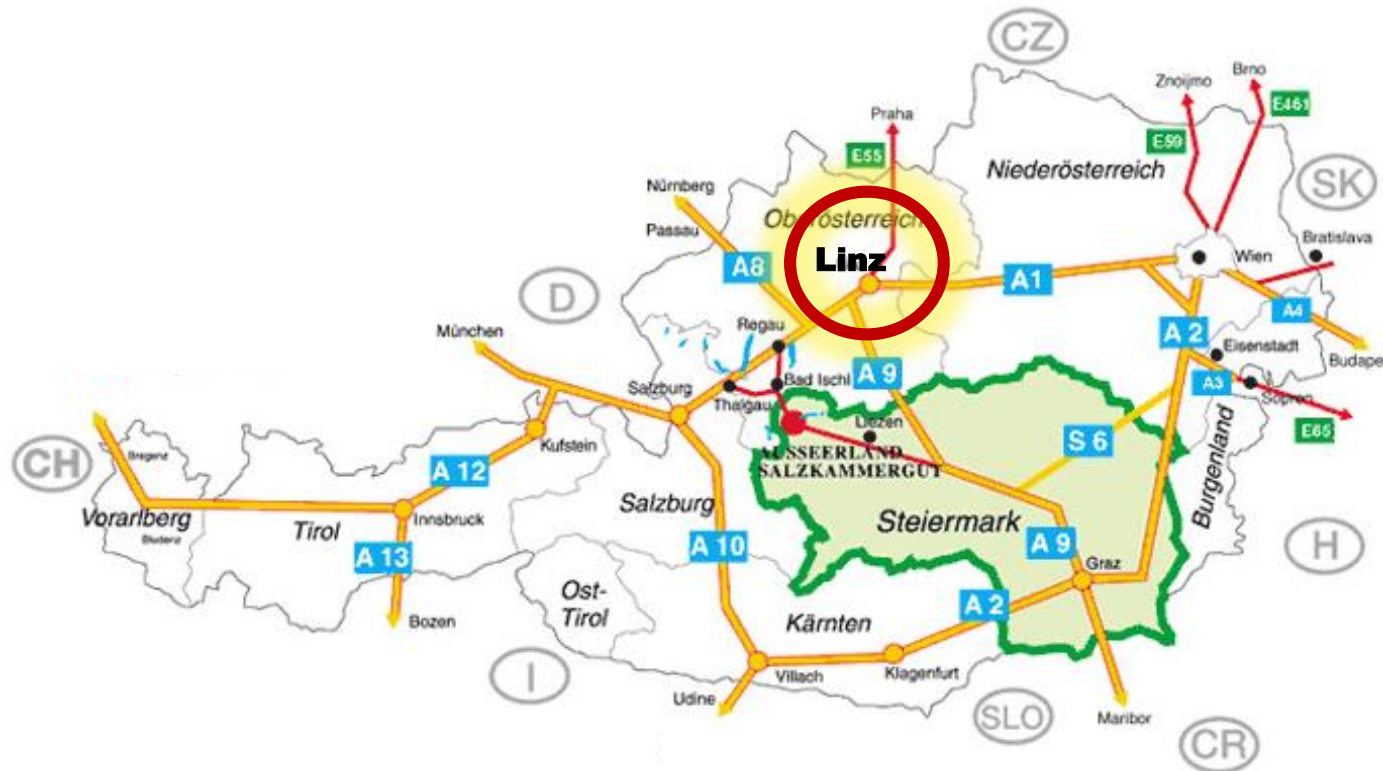 CZ
Znoijmo
Brno
E461
Praha
E59
E55
Niederösterreich
SK
Nürnberg
Oberösterreich
Passau
Bratislava
Linz
Wien
A8
A1
D
A4
Regau
A 2
München
Eisenstadt
Budape
A 9
Bad Ischl
A3
Salzburg
Thalgau
Sopron
Liezen
E65
S 6
Kufstein
AUSSEERLAND
SALZKAMMERGUT
CH
Bregenz
A 12
Burgenland
Salzburg
Vorarlberg
Innsbruck
Steiermark
Tirol
Bludenz
A 10
A 9
H
A 13
Graz
Ost-
Tirol
A 2
Bozen
Kärnten
I
Villach
Klagenfurt
Udine
SLO
Maribor
CR